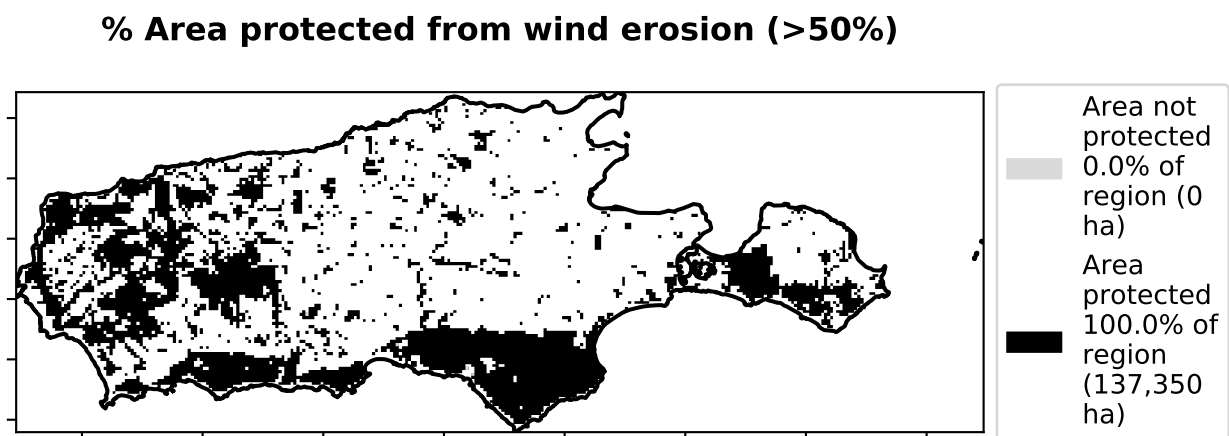 % Area protected from wind erosion (>50%)
Area not
protected
0.0% of
region (0
ha)
Area
protected
100.0% of
region
(137,350
ha)